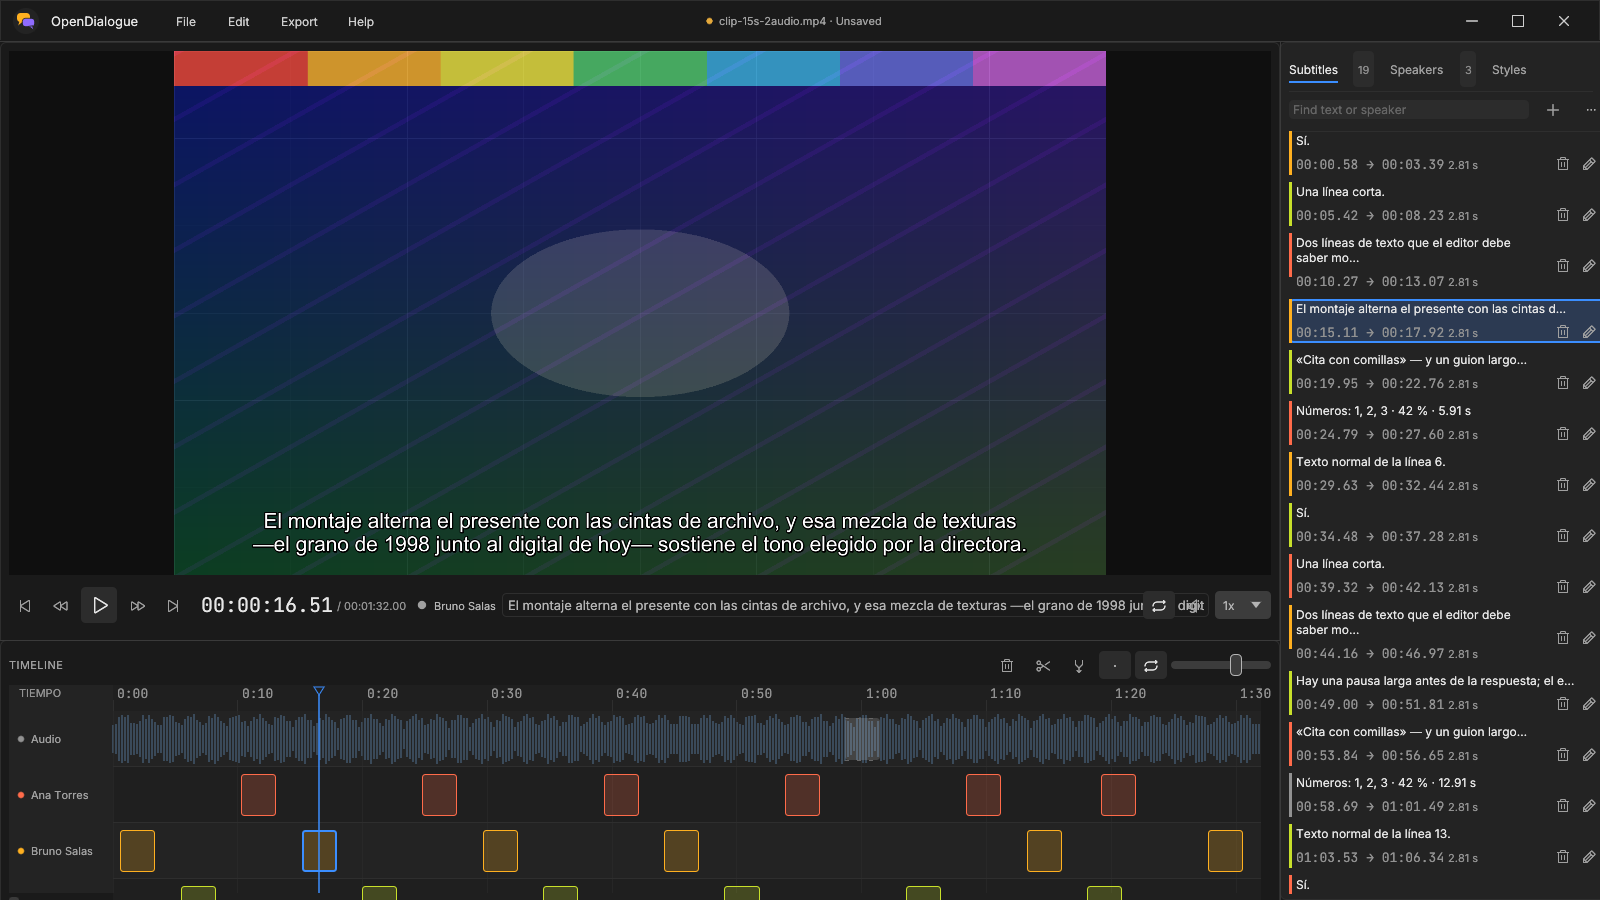 OpenDialogue File Edit Export Help clip-15s-2audio.mp4 · Unsaved
Subtitles 19 Speakers 3 Styles
Find text or speaker
Sí.
00:00.58 → 00:03.39 2.81 s
Una línea corta.
00:05.42 → 00:08.23 2.81 s
Dos líneas de texto que el editor debe
saber mo...
00:10.27 → 00:13.07 2.81 s
El montaje alterna el presente con las cintas d...
00:15.11 → 00:17.92 2.81 s
«Cita con comillas» — y un guion largo...
00:19.95 → 00:22.76 2.81 s
Números: 1, 2, 3 · 42 % · 5.91 s
00:24.79 → 00:27.60 2.81 s
Texto normal de la línea 6.
00:29.63 → 00:32.44 2.81 s
Sí.
00:34.48 → 00:37.28 2.81 s
Una línea corta.
00:39.32 → 00:42.13 2.81 s
Dos líneas de texto que el editor debe
saber mo...
00:44.16 → 00:46.97 2.81 s
Hay una pausa larga antes de la respuesta; el e...
00:49.00 → 00:51.81 2.81 s
«Cita con comillas» — y un guion largo...
00:53.84 → 00:56.65 2.81 s
Números: 1, 2, 3 · 42 % · 12.91 s
00:58.69 → 01:01.49 2.81 s
Texto normal de la línea 13.
01:03.53 → 01:06.34 2.81 s
Sí.
El montaje alterna el presente con las cintas de archivo, y esa mezcla de texturas
—el grano de 1998 junto al digital de hoy— sostiene el tono elegido por la directora.
00:00:16.51 / 00:01:32.00 Bruno Salas El montaje alterna el presente con las cintas de archivo, y esa mezcla de texturas —el grano de 1998 1x
TIMELINE
TIEMPO 0:00 0:10 0:20 0:30 0:40 0:50 1:00 1:10 1:20 1:30
Audio
Ana Torres
Bruno Salas